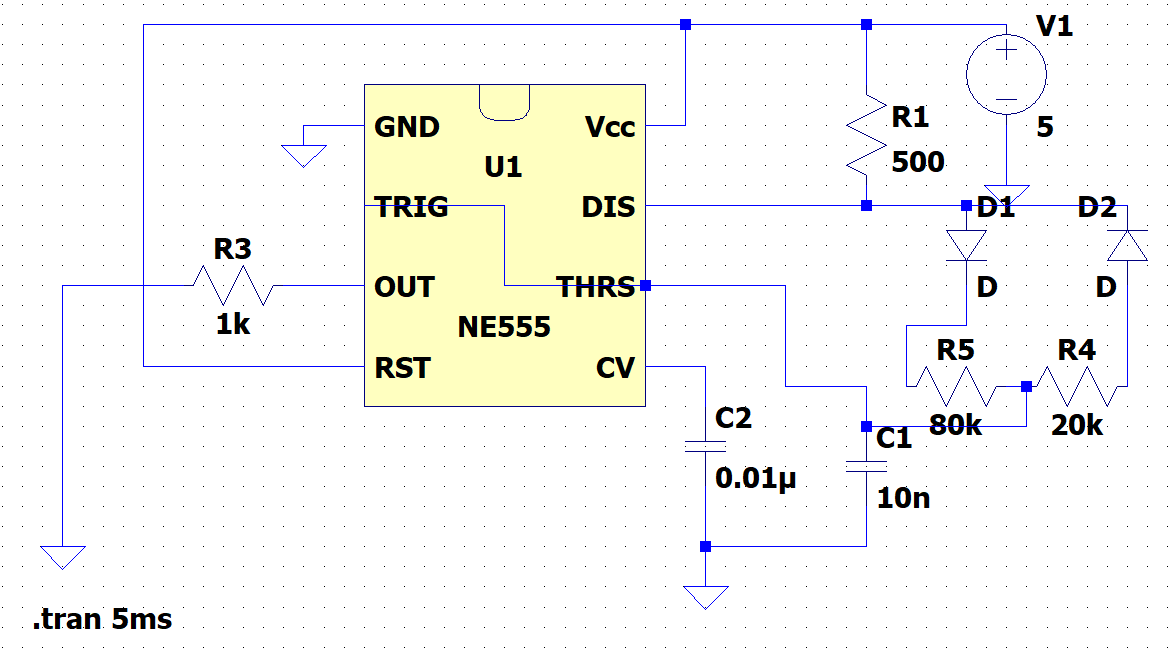 V1
5
R1
500
GND
Vcc
U1
TRIG
DIS
D1
D2
R3
1k
OUT
THRS
D
D
NE555
RST
CV
R5
80k
R4
20k
C2
0.01µ
C1
10n
.tran 5ms